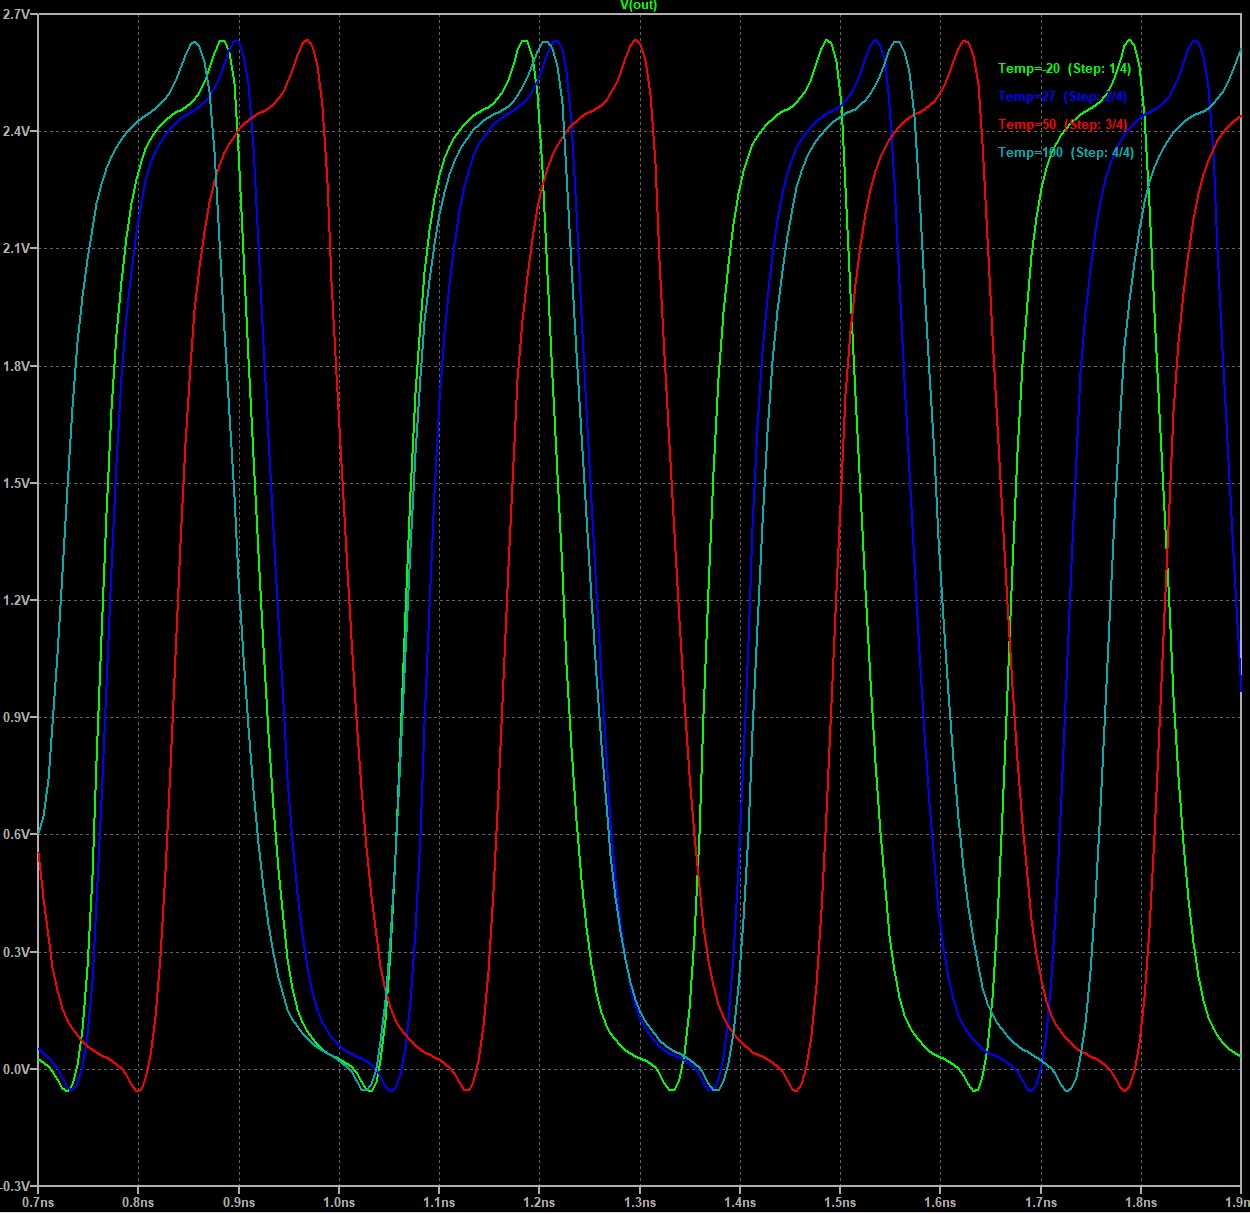 V(out)
2.7V
Temp=-20 (Step: 1/4)
Temp=27 (Step: 2/4)
Temp=50 (Step: 3/4)
2.4V
Temp=100 (Step: 4/4)
2.1V
1.8V
1.5V
1.2V
0.9V
0.6V
0.3V
0.0V
-0.3V
0.7ns 0.8ns 0.9ns 1.0ns 1.1ns 1.2ns 1.3ns 1.4ns 1.5ns 1.6ns 1.7ns 1.8ns 1.9n